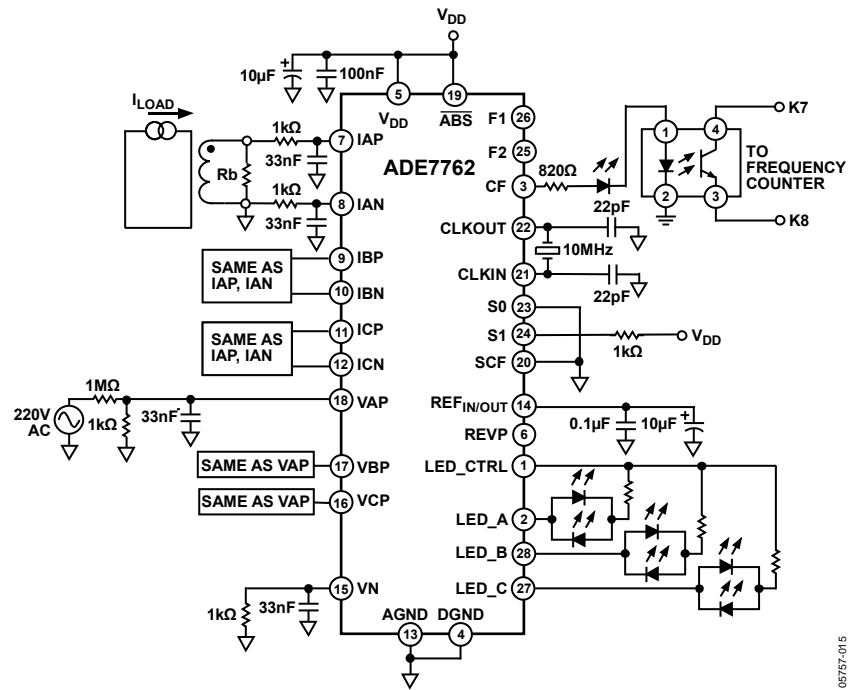 V_DD
10µF + 100nF
5 19
V_DD ABS
I_LOAD
1kΩ
7 IAP
33nF
Rb
1kΩ
8 IAN
33nF
9 IBP
SAME AS
IAP, IAN
10 IBN
11 ICP
SAME AS
IAP, IAN
12 ICN
1MΩ
18 VAP
220V
AC
1kΩ
33nF
SAME AS VAP
17 VBP
SAME AS VAP
16 VCP
15 VN
1kΩ
33nF
AGND DGND
13 4
ADE7762
F1 26
F2 25
CF 3
820Ω
1 4
2 3
K7
TO
FREQUENCY
COUNTER
K8
22pF
CLKOUT 22
10MHz
CLKIN 21
22pF
S0 23
S1 24
1kΩ
V_DD
SCF 20
REF_IN/OUT 14
0.1µF 10µF +
REVP 6
LED_CTRL 1
LED_A 2
LED_B 28
LED_C 27
05757-015